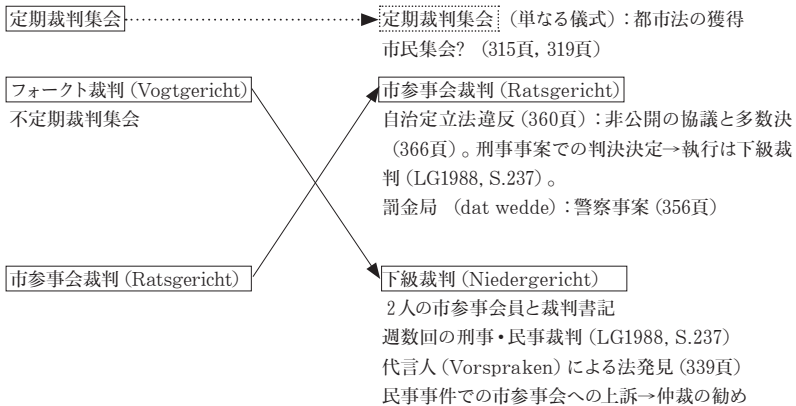 定期裁判集会
定期裁判集会（単なる儀式）：都市法の獲得
市民集会? （315頁, 319頁）
フォークト裁判（Vogtgericht）
不定期裁判集会
市参事会裁判（Ratsgericht）
自治定立法違反（360頁）：非公開の協議と多数決
（366頁）。刑事事案での判決決定→執行は下級裁
判（LG1988, S.237）。
罰金局 （dat wedde）：警察事案（356頁）
市参事会裁判（Ratsgericht）
下級裁判（Niedergericht）
2人の市参事会員と裁判書記
週数回の刑事・民事裁判（LG1988, S.237）
代言人（Vorspraken）による法発見（339頁）
民事事件での市参事会への上訴→仲裁の勧め